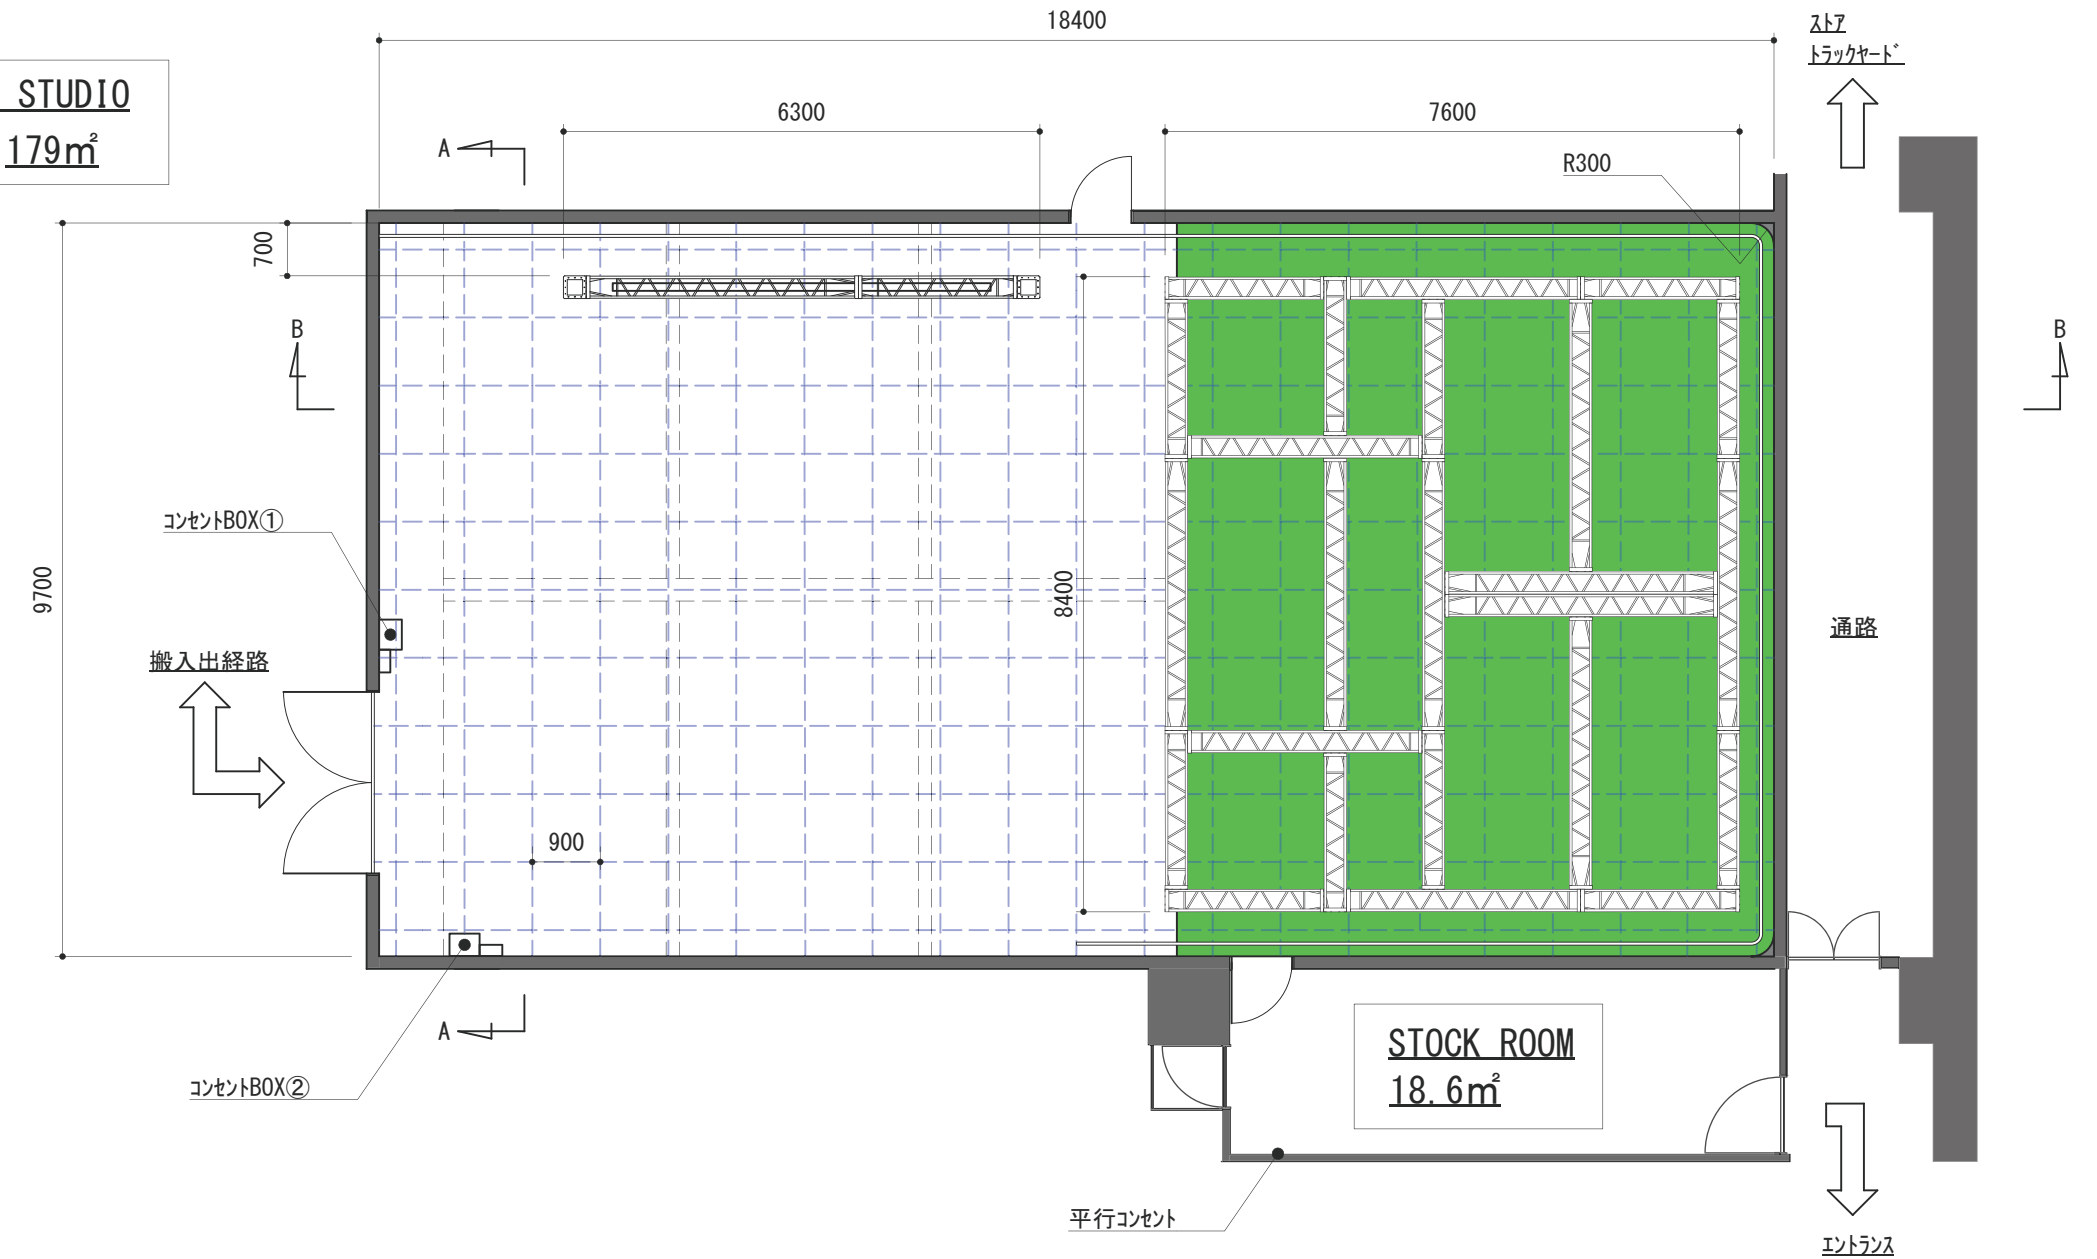 18400
ストア
トラックヤード
STUDIO
179㎡
6300
7600
A
R300
700
B
B
コンセントBOX①
9700
8400
通路
搬入出経路
900
A
STOCK ROOM
18.6㎡
コンセントBOX②
平行コンセント
エントランス